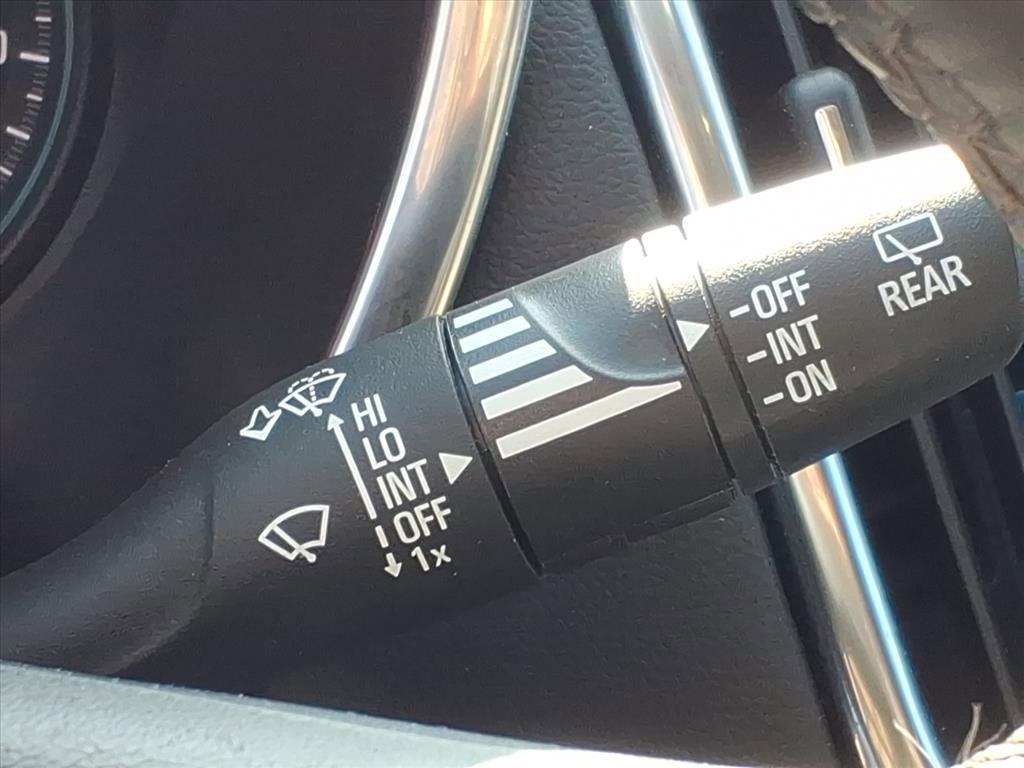 HI
LO
INT
OFF
1x
-OFF
-INT
-ON
REAR